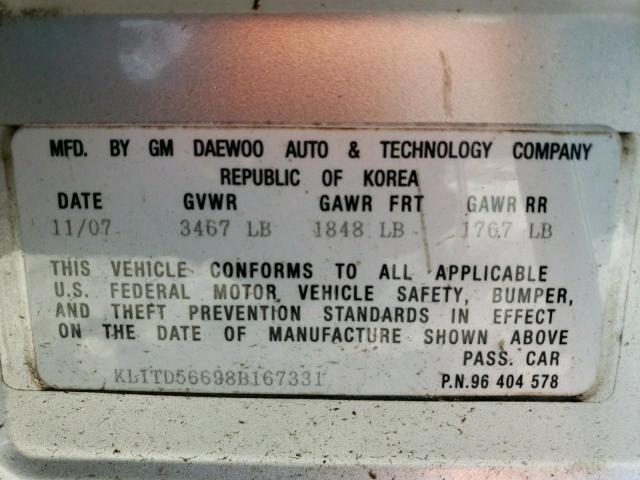 MFD. BY GM DAEWOO AUTO & TECHNOLOGY COMPANY
REPUBLIC OF KOREA
DATE GVWR GAWR FRT GAWR RR
11/07 3467 LB 1848 LB 1767 LB
THIS VEHICLE CONFORMS TO ALL APPLICABLE
U.S. FEDERAL MOTOR VEHICLE SAFETY, BUMPER,
AND THEFT PREVENTION STANDARDS IN EFFECT
ON THE DATE OF MANUFACTURE SHOWN ABOVE
PASS. CAR
KL1TD56698B167331 P.N.96 404 578